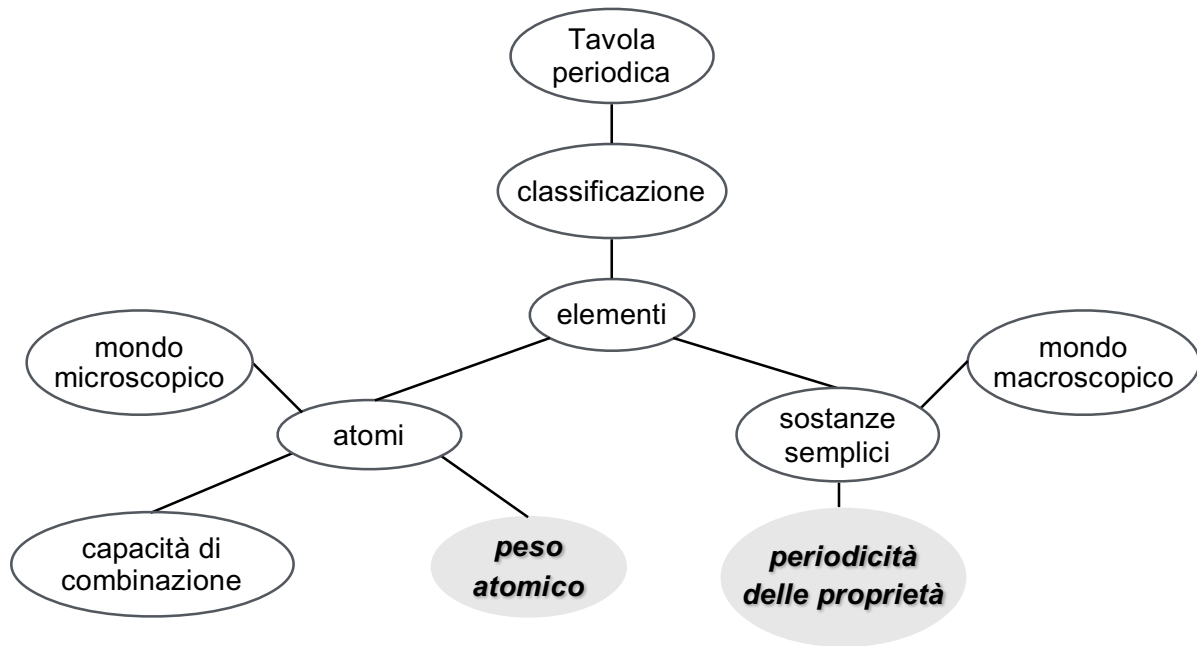 Tavola
periodica
classificazione
elementi
mondo
microscopico
mondo
macroscopico
atomi
sostanze
semplici
capacità di
combinazione
peso
atomico
periodicità
delle proprietà